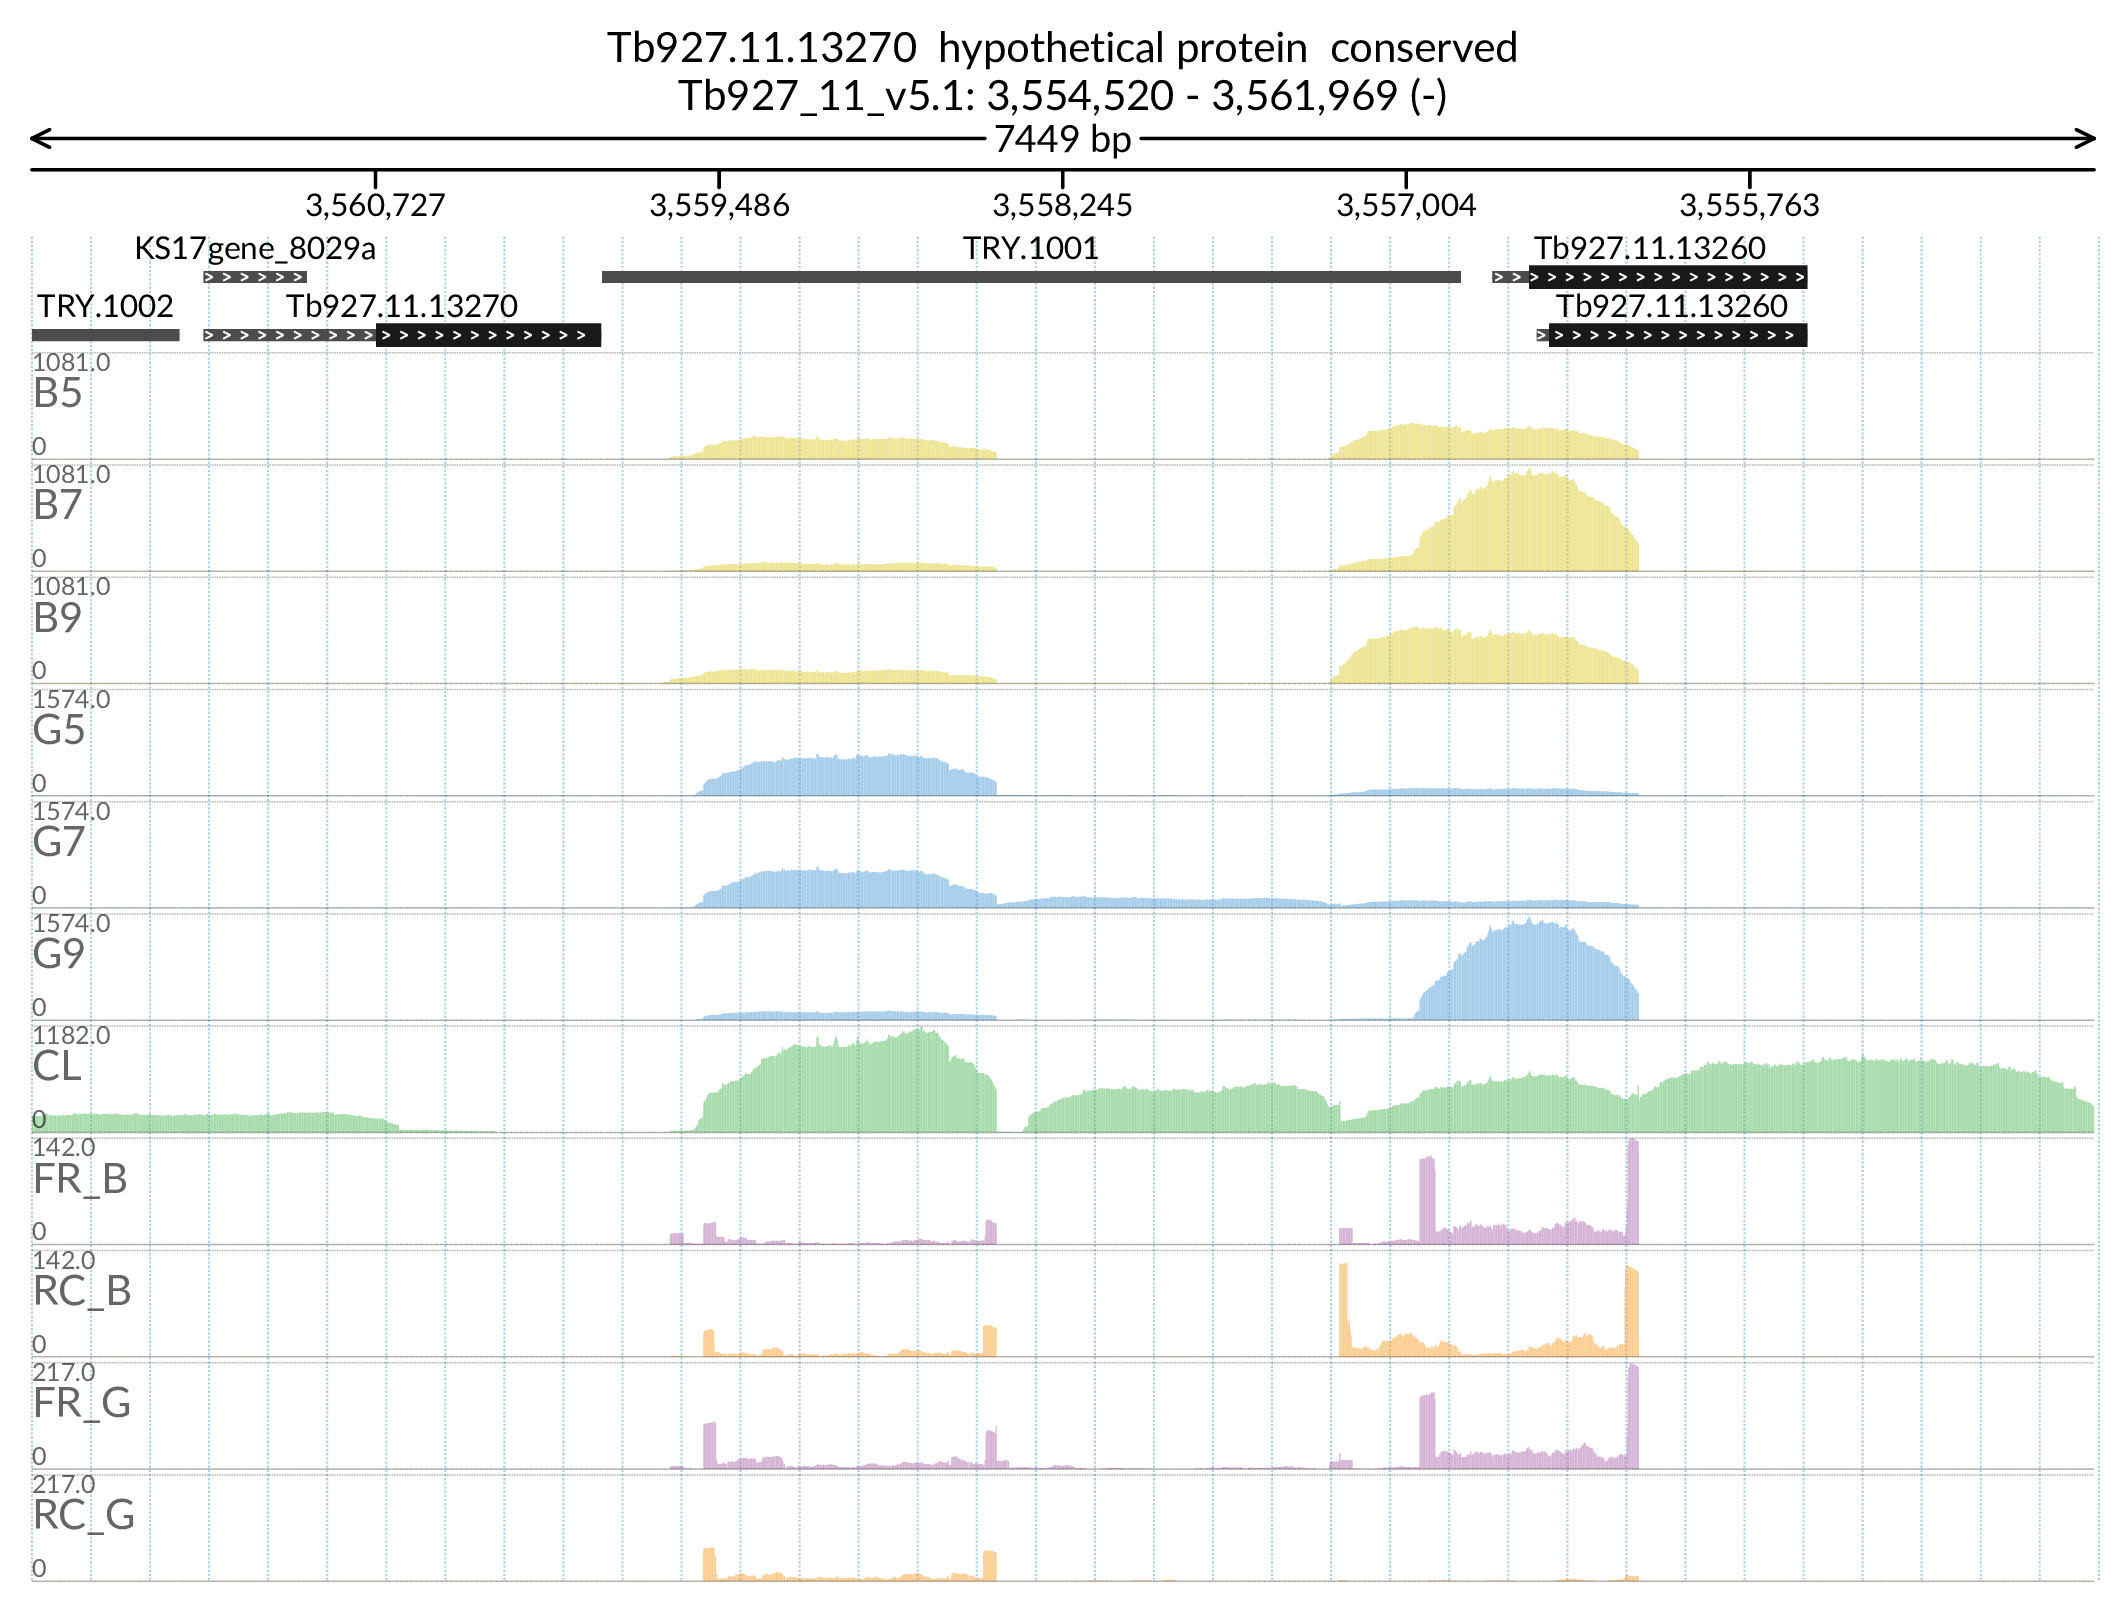 Tb927.11.13270  hypothetical protein  conserved
Tb927_11_v5.1: 3,554,520 - 3,561,969 (-)
7449 bp
3,560,727 3,559,486 3,558,245 3,557,004 3,555,763
KS17gene_8029a TRY.1001 Tb927.11.13260
TRY.1002 Tb927.11.13270 Tb927.11.13260
1081.0
B5
0
1081.0
B7
0
1081.0
B9
0
1574.0
G5
0
1574.0
G7
0
1574.0
G9
0
1182.0
CL
0
142.0
FR_B
0
142.0
RC_B
0
217.0
FR_G
0
217.0
RC_G
0